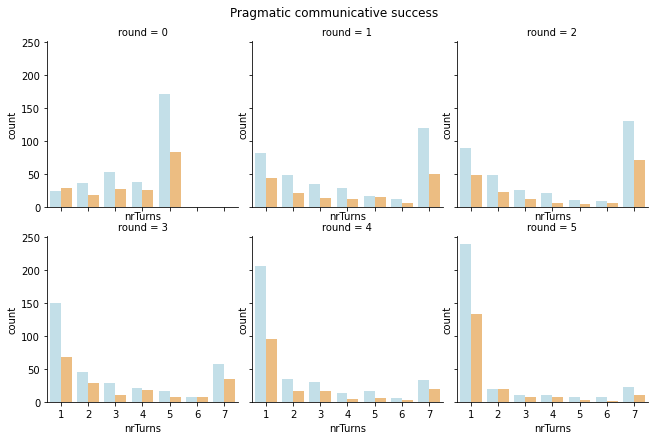 Pragmatic communicative success
round = 0
round = 1
round = 2
250
200
150
100
50
0
count
count
count
nrTurns
nrTurns
nrTurns
round = 3
round = 4
round = 5
250
200
150
100
50
0
count
count
count
1 2 3 4 5 6 7
1 2 3 4 5 6 7
1 2 3 4 5 6 7
nrTurns
nrTurns
nrTurns